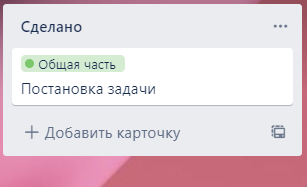 Сделано
Общая часть
Постановка задачи
Добавить карточку